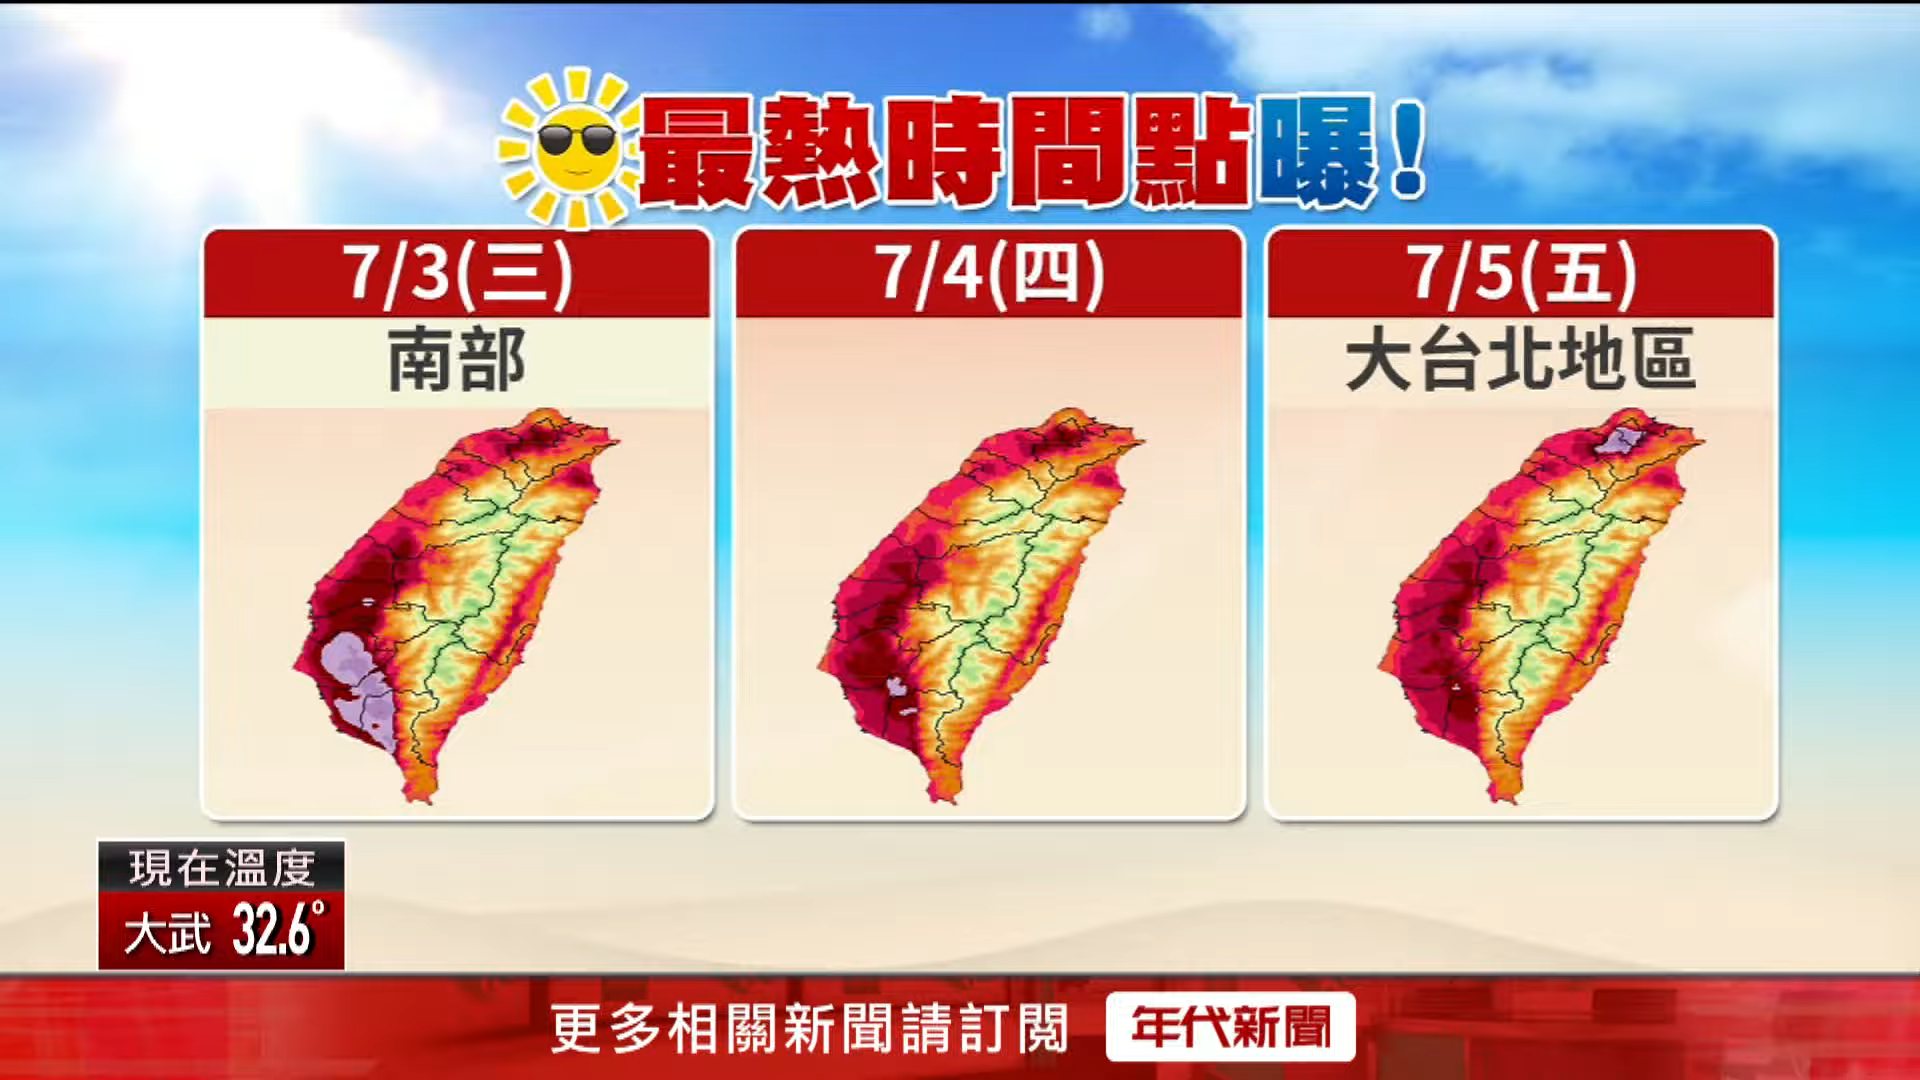 最熱時間點曝!
7/3(三)
南部
7/4(四)
7/5(五)
大台北地區
現在溫度
大武 32.6°
更多相關新聞請訂閱 年代新聞